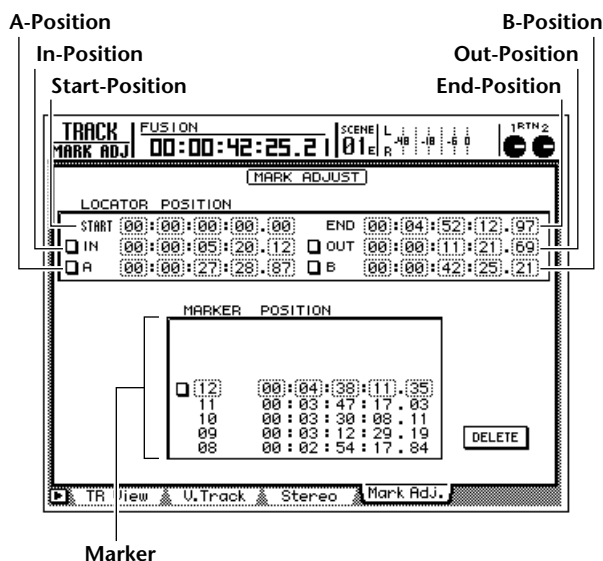 A-Position
B-Position
In-Position
Out-Position
Start-Position
End-Position
TRACK
MARK ADJ
FUSION
00:00:42:25.21
SCENE
01E
L
R
-48 -18 -6 0
1RTN2
MARK ADJUST
LOCATOR POSITION
START 00:00:00:00.00 END 00:04:52:12.97
IN 00:00:05:20.12 OUT 00:00:11:21.69
A 00:00:27:28.87 B 00:00:42:25.21
MARKER POSITION
12 00:04:38:11.35
11 00:03:47:17.03
10 00:03:30:08.11
09 00:03:12:29.19
08 00:02:54:17.84
DELETE
TR View V.Track Stereo Mark Adj.
Marker